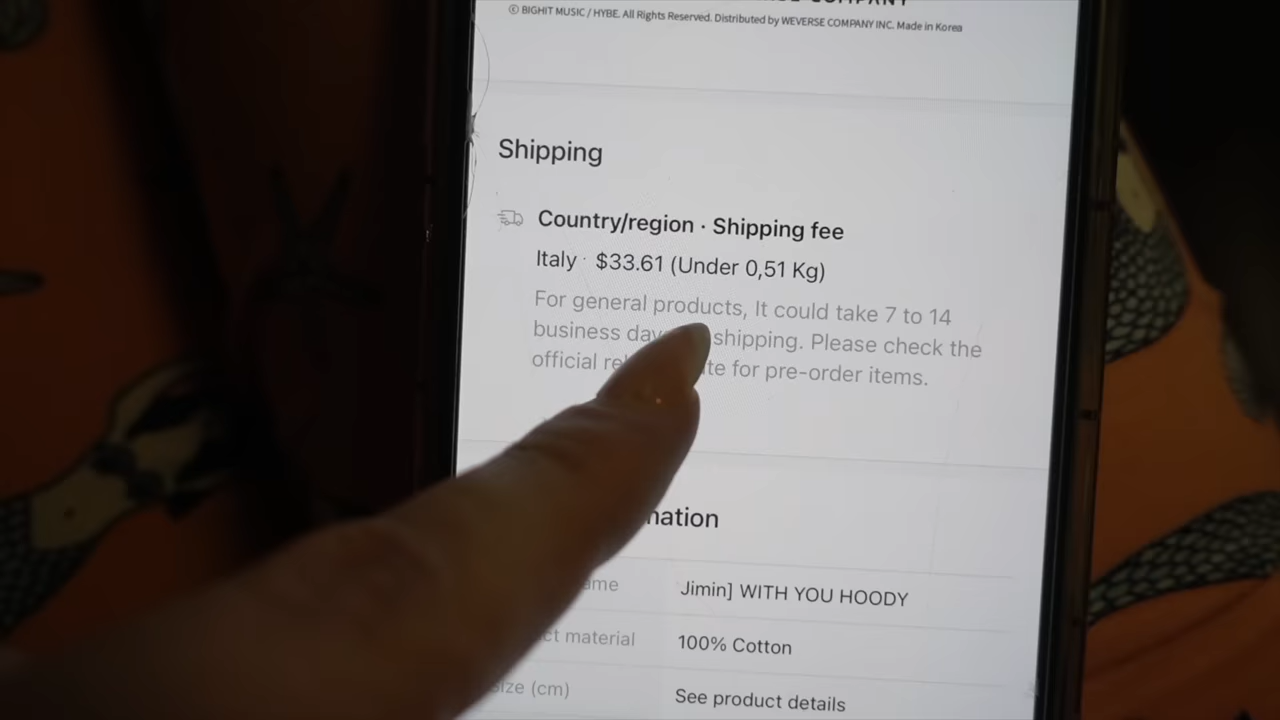 © BIGHIT MUSIC / HYBE. All Rights Reserved. Distributed by WEVERSE COMPANY INC. Made in Korea
Shipping
Country/region · Shipping fee
Italy · $33.61 (Under 0,51 Kg)
For general products, It could take 7 to 14
business shipping. Please check the
official for pre-order items.
Jimin] WITH YOU HOODY
material 100% Cotton
Size (cm) See product details